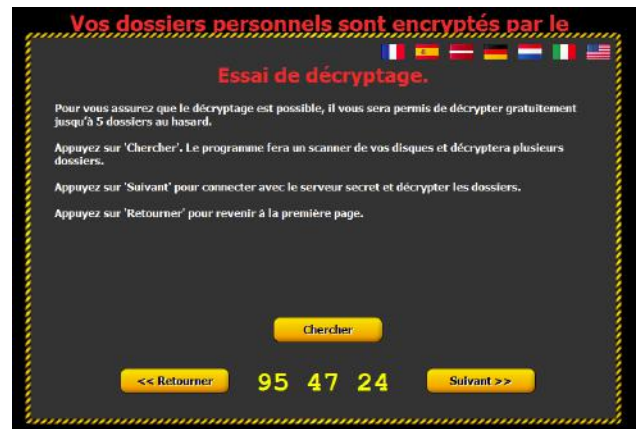 Vos dossiers personnels sont encryptés par le
Essai de décryptage.
Pour vous assurez que le décryptage est possible, il vous sera permis de décrypter gratuitement
jusqu'à 5 dossiers au hasard.
Appuyez sur 'Chercher'. Le programme fera un scanner de vos disques et décryptera plusieurs
dossiers.
Appuyez sur 'Suivant' pour connecter avec le serveur secret et décrypter les dossiers.
Appuyez sur 'Retourner' pour revenir à la première page.
Chercher
<< Retourner 95 47 24 Suivant >>